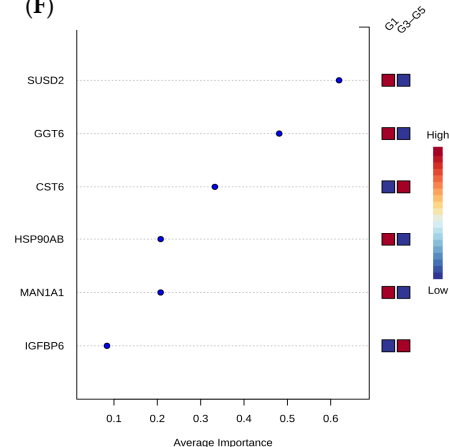 (F)
G1
G3–G5
SUSD2
GGT6
CST6
HSP90AB
MAN1A1
IGFBP6
High
Low
0.1 0.2 0.3 0.4 0.5 0.6
Average Importance